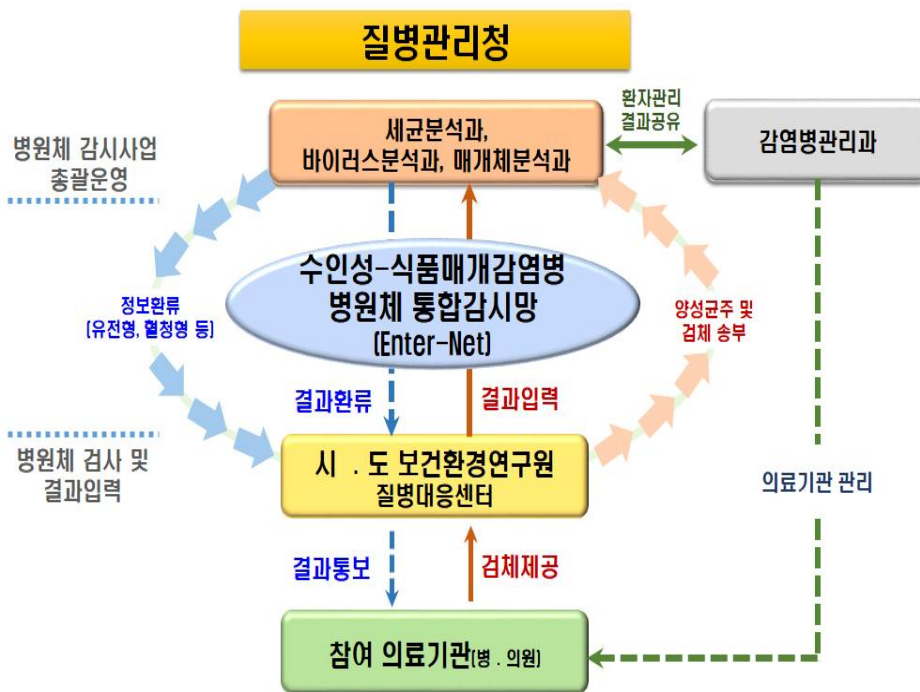 질병관리청
환자관리
결과공유
세균분석과,
바이러스분석과, 매개체분석과
감염병관리과
병원체 감시사업
총괄운영
수인성-식품매개감염병
병원체 통합감시망
(Enter-Net)
정보환류
(유전형, 혈청형 등)
양성균주 및
검체 송부
결과환류
결과입력
병원체 검사 및
결과입력
시 . 도 보건환경연구원
질병대응센터
의료기관 관리
결과통보
검체제공
참여 의료기관(병 . 의원)